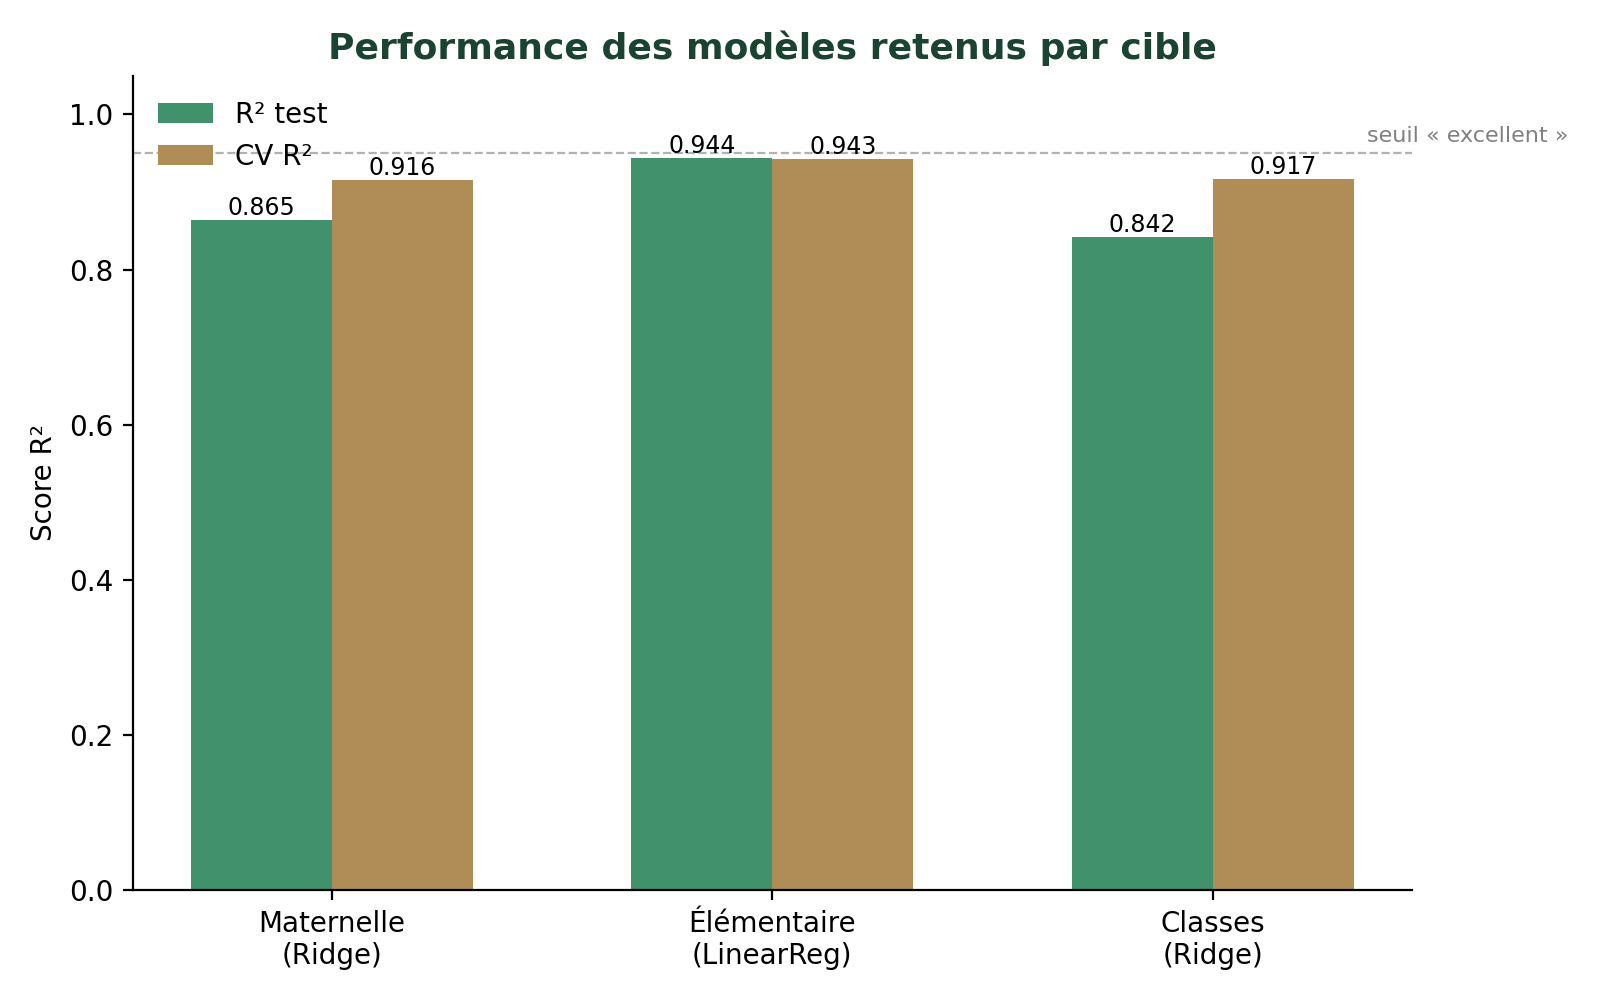 Performance des modèles retenus par cible
R² test
CV R²
seuil « excellent »
1.0
0.8
0.6
0.4
0.2
0.0
Score R²
0.865
0.916
0.944
0.943
0.842
0.917
Maternelle
(Ridge)
Élémentaire
(LinearReg)
Classes
(Ridge)